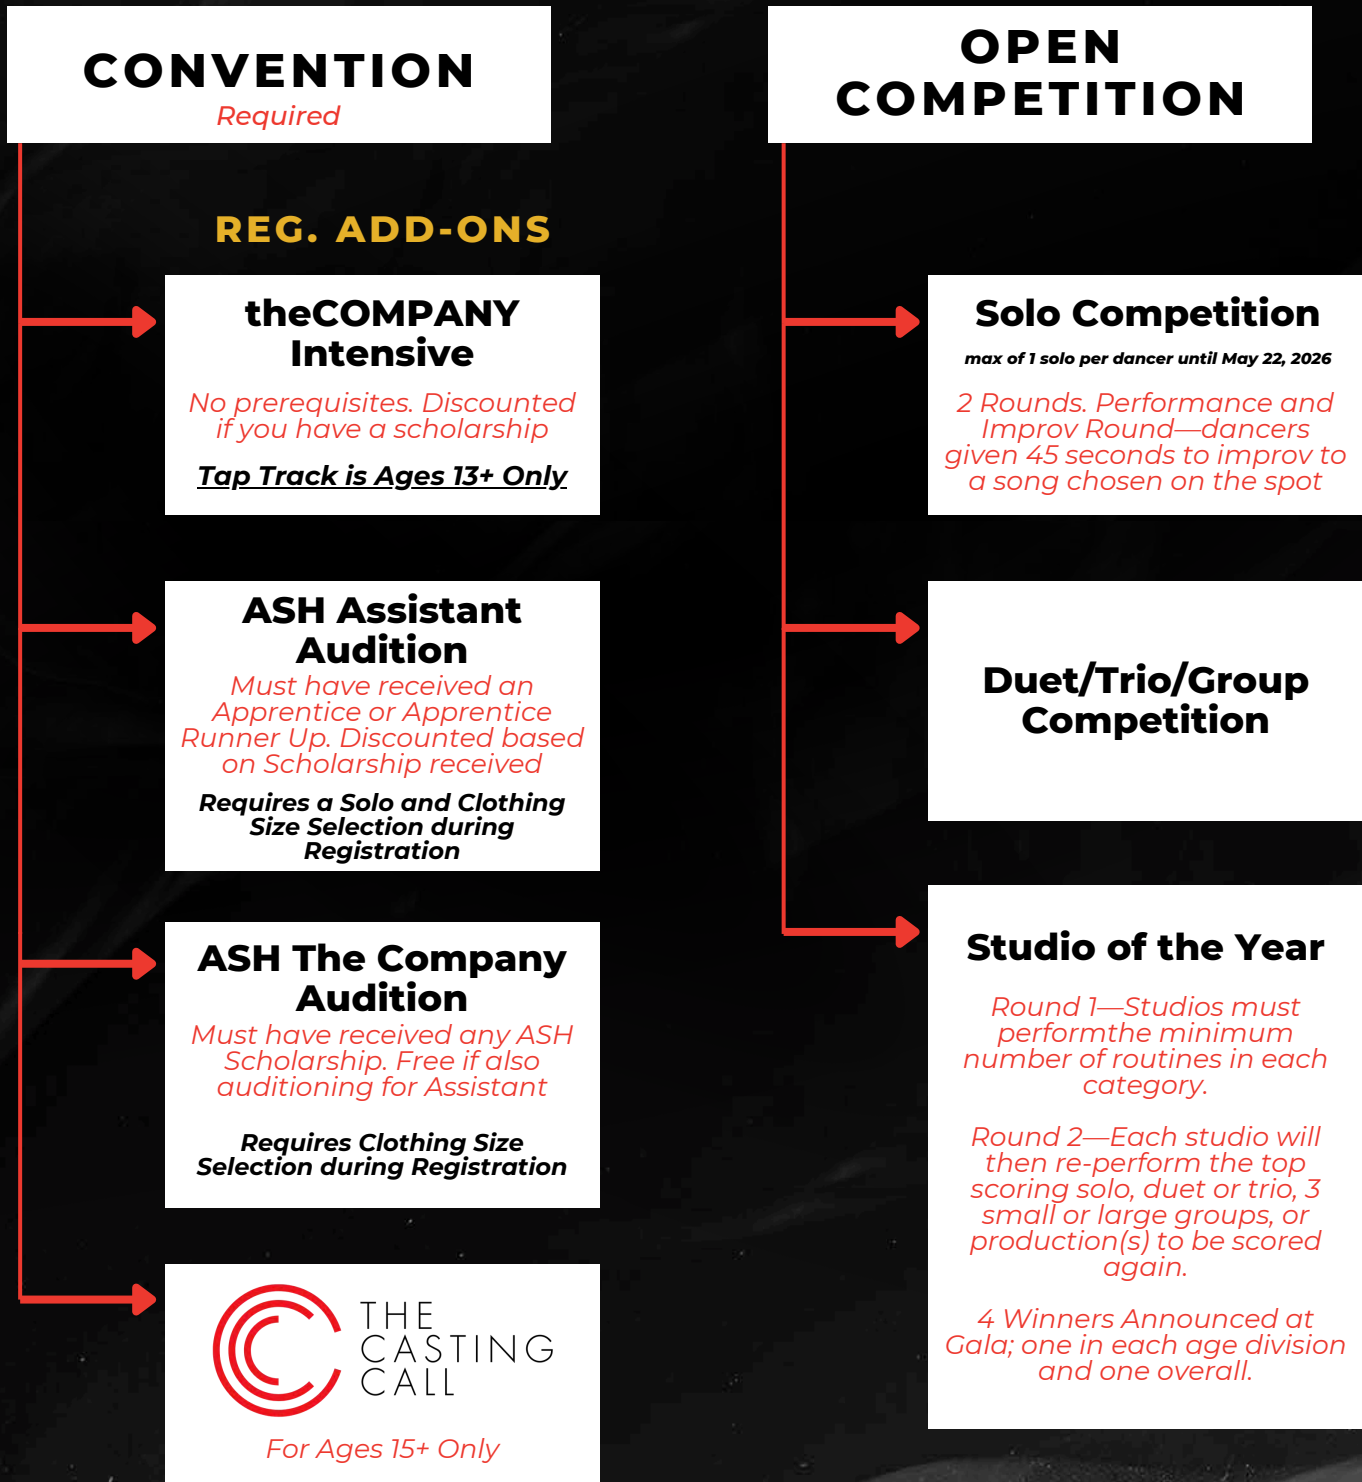 CONVENTION
Required
REG. ADD-ONS
theCOMPANY
Intensive
No prerequisites. Discounted
if you have a scholarship
Tap Track is Ages 13+ Only
ASH Assistant
Audition
Must have received an
Apprentice or Apprentice
Runner Up. Discounted based
on Scholarship received
Requires a Solo and Clothing
Size Selection during
Registration
ASH The Company
Audition
Must have received any ASH
Scholarship. Free if also
auditioning for Assistant
Requires Clothing Size
Selection during Registration
THE
CASTING
CALL
For Ages 15+ Only
OPEN
COMPETITION
Solo Competition
max of 1 solo per dancer until May 22, 2026
2 Rounds. Performance and
Improv Round—dancers
given 45 seconds to improv to
a song chosen on the spot
Duet/Trio/Group
Competition
Studio of the Year
Round 1—Studios must
performthe minimum
number of routines in each
category.
Round 2—Each studio will
then re-perform the top
scoring solo, duet or trio, 3
small or large groups, or
production(s) to be scored
again.
4 Winners Announced at
Gala; one in each age division
and one overall.